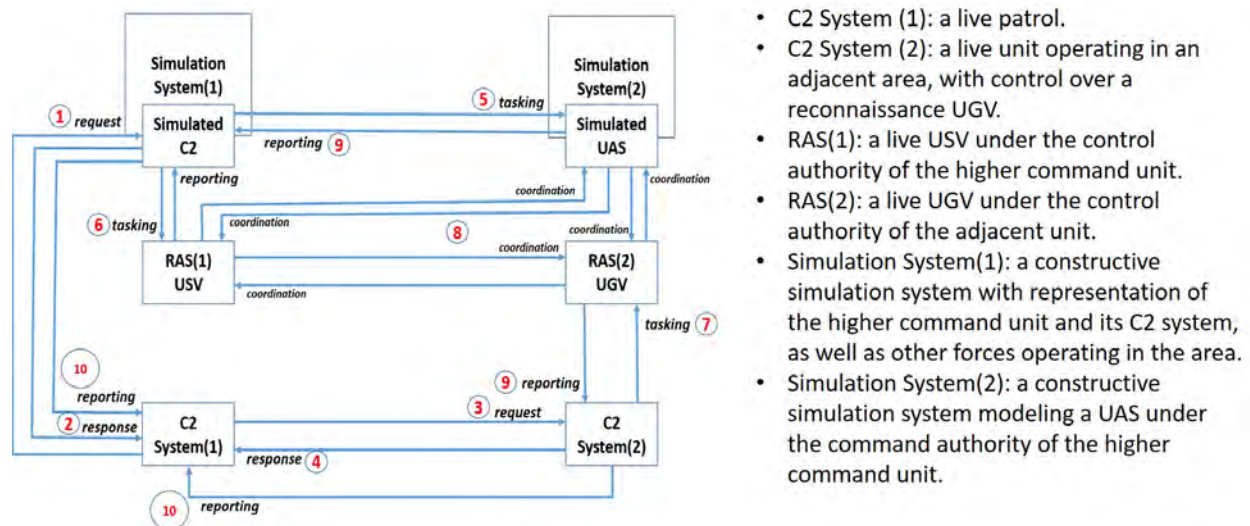 Simulation
System(1)
Simulation
System(2)
1 request
Simulated
C2
5 tasking
Simulated
UAS
reporting 9
reporting
coordination
coordination
6 tasking
coordination
8
coordination
RAS(1)
USV
coordination
RAS(2)
UGV
coordination
tasking 7
10
reporting
9 reporting
3 request
2 response
C2
System(1)
C2
System(2)
response 4
10
reporting
• C2 System (1): a live patrol.
• C2 System (2): a live unit operating in an
adjacent area, with control over a
reconnaissance UGV.
• RAS(1): a live USV under the control
authority of the higher command unit.
• RAS(2): a live UGV under the control
authority of the adjacent unit.
• Simulation System(1): a constructive
simulation system with representation of
the higher command unit and its C2 system,
as well as other forces operating in the area.
• Simulation System(2): a constructive
simulation system modeling a UAS under
the command authority of the higher
command unit.